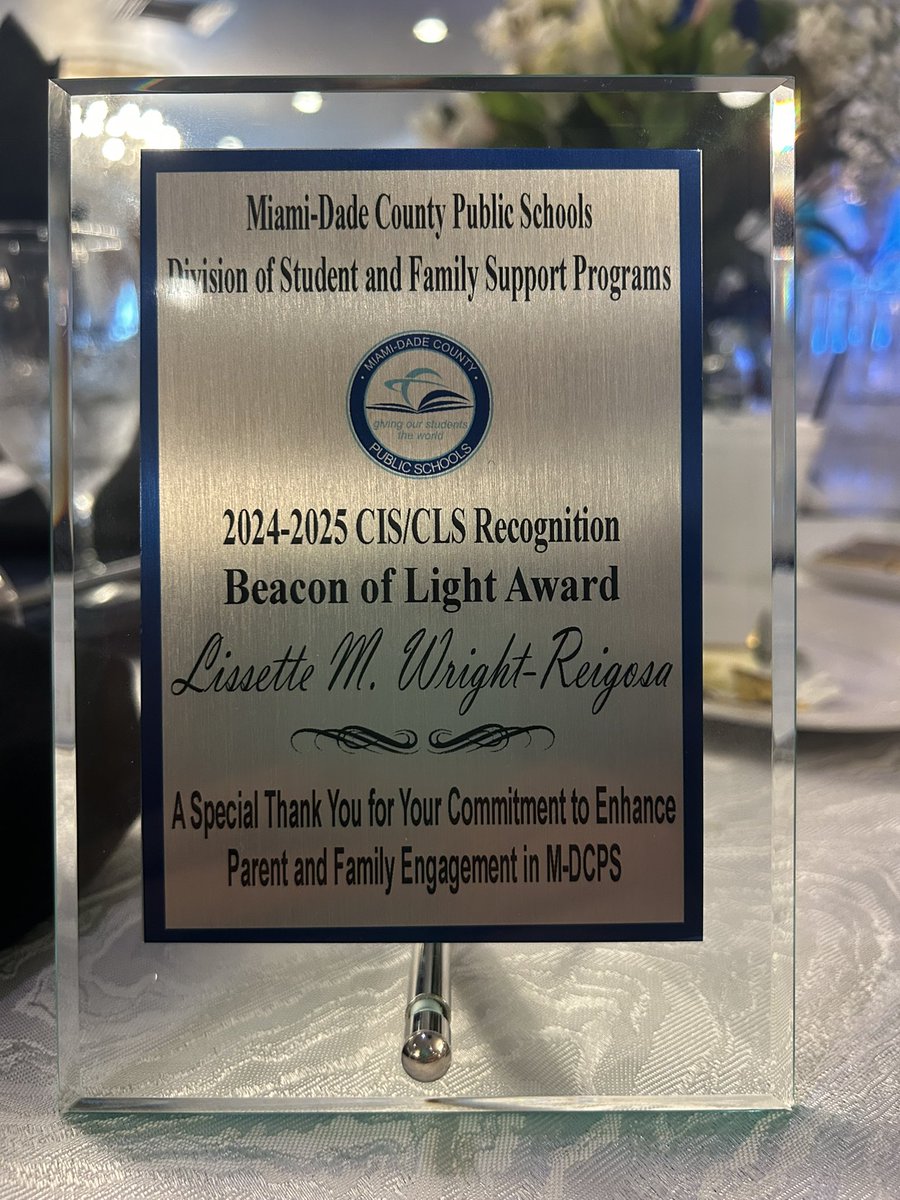 Miami-Dade County Public Schools
Division of Student and Family Support Programs
MIAMI-DADE COUNTY
giving our students
the world
PUBLIC SCHOOLS
2024-2025 CIS/CLS Recognition
Beacon of Light Award
Lissette M. Wright-Reigosa
A Special Thank You for Your Commitment to Enhance
Parent and Family Engagement in M-DCPS